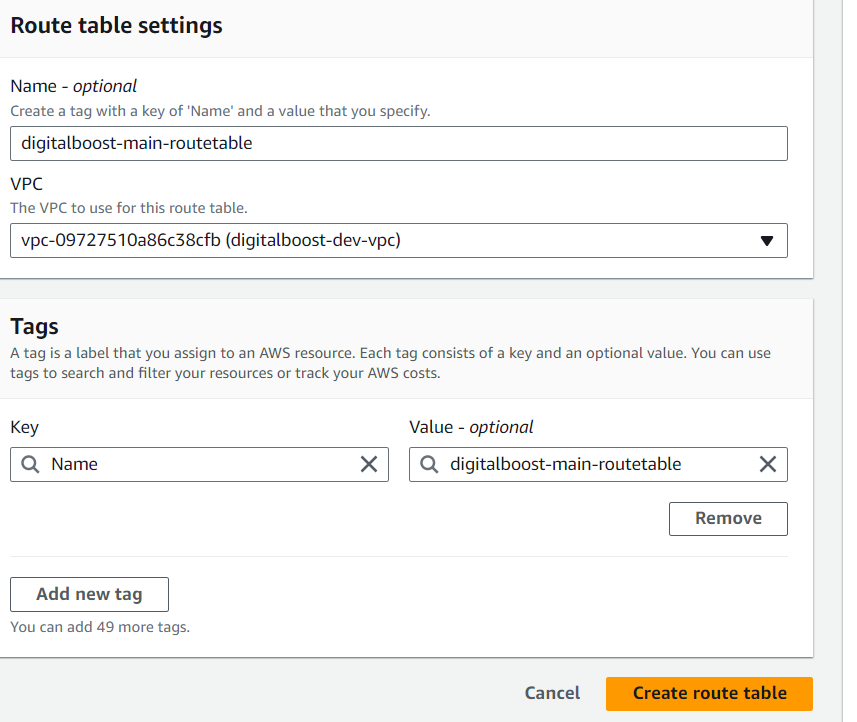 Route table settings
Name - optional
Create a tag with a key of 'Name' and a value that you specify.
digitalboost-main-routetable
VPC
The VPC to use for this route table.
vpc-09727510a86c38cfb (digitalboost-dev-vpc)
Tags
A tag is a label that you assign to an AWS resource. Each tag consists of a key and an optional value. You can use
tags to search and filter your resources or track your AWS costs.
Key
Value - optional
Name
digitalboost-main-routetable
Remove
Add new tag
You can add 49 more tags.
Cancel
Create route table